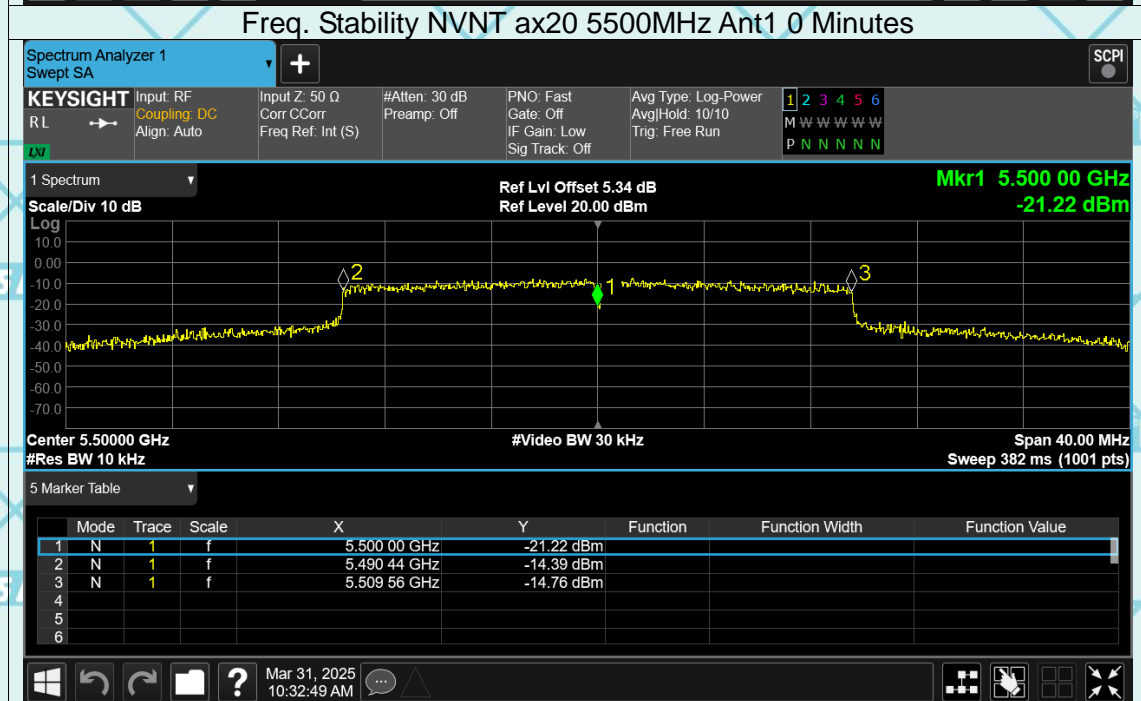 Freq. Stability NVNT ax20 5500MHz Ant1 0 Minutes
Spectrum Analyzer 1
Swept SA
+
SCPI
KEYSIGHT
RL
LXI
Input: RF
Coupling: DC
Align: Auto
Input Z: 50 Ω
Corr CCorr
Freq Ref: Int (S)
#Atten: 30 dB
Preamp: Off
PNO: Fast
Gate: Off
IF Gain: Low
Sig Track: Off
Avg Type: Log-Power
Avg|Hold: 10/10
Trig: Free Run
1 2 3 4 5 6
M W W W W W
P N N N N N
1 Spectrum
Scale/Div 10 dB
Ref Lvl Offset 5.34 dB
Ref Level 20.00 dBm
Mkr1 5.500 00 GHz
-21.22 dBm
Log
10.0
0.00
-10.0
-20.0
-30.0
-40.0
-50.0
-60.0
-70.0
2
1
3
Center 5.50000 GHz
#Video BW 30 kHz
Span 40.00 MHz
#Res BW 10 kHz
Sweep 382 ms (1001 pts)
5 Marker Table
Mode Trace Scale X Y Function Function Width Function Value
1 N 1 f 5.500 00 GHz -21.22 dBm
2 N 1 f 5.490 44 GHz -14.39 dBm
3 N 1 f 5.509 56 GHz -14.76 dBm
4
5
6
?
Mar 31, 2025
10:32:49 AM